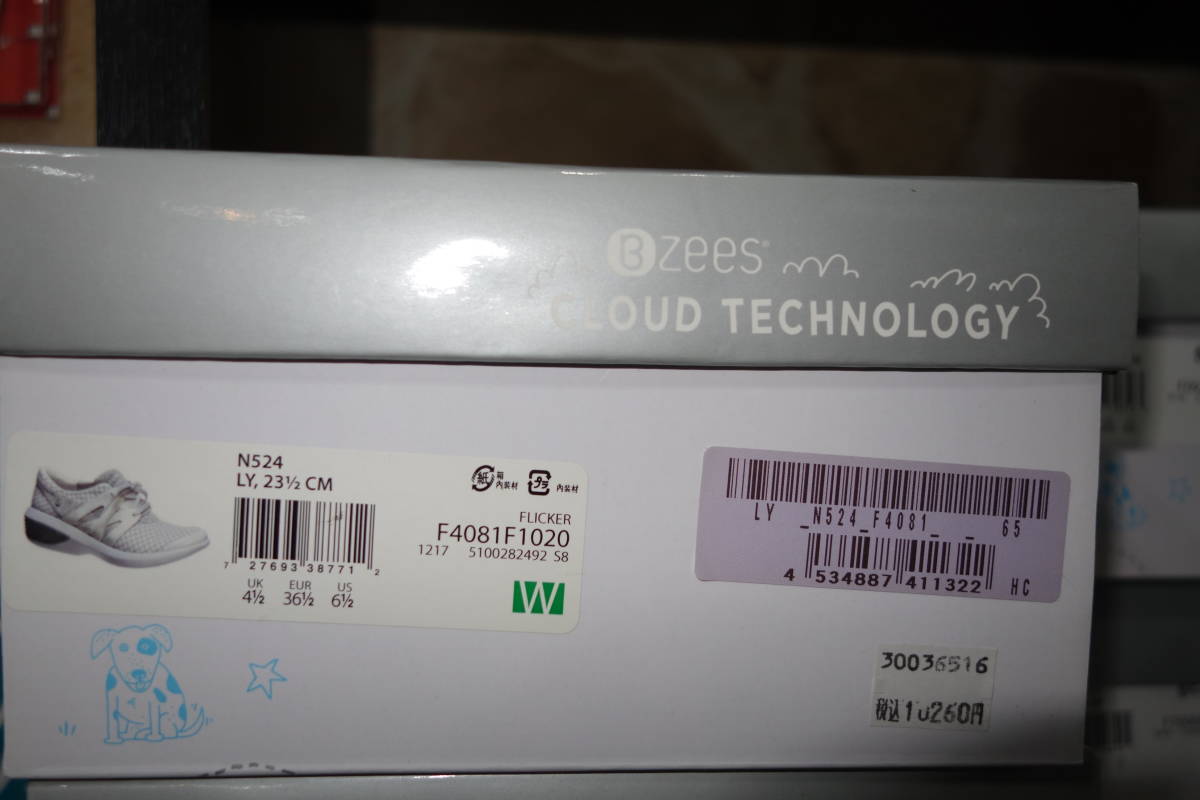 Bzees®
CLOUD TECHNOLOGY
N524
LY, 23½ CM
7 27693 38771 2
UK EUR US
4½ 36½ 6½
紙 箱 内装材
プラ 内装材
FLICKER
F4081F1020
1217 5100282492 S8
W
LY _N524_F4081_ _ 65
4 534887 411322 HC
30036516
税込10260円